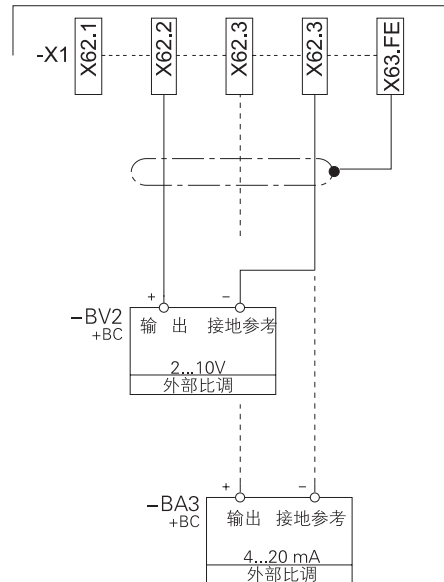 -X1 X62.1 X62.2 X62.3 X62.3 X63.FE
+ -
-BV2 输 出 接地参考
+BC
2...10V
外部比调
+ -
-BA3 输出 接地参考
+BC
4...20 mA
外部比调